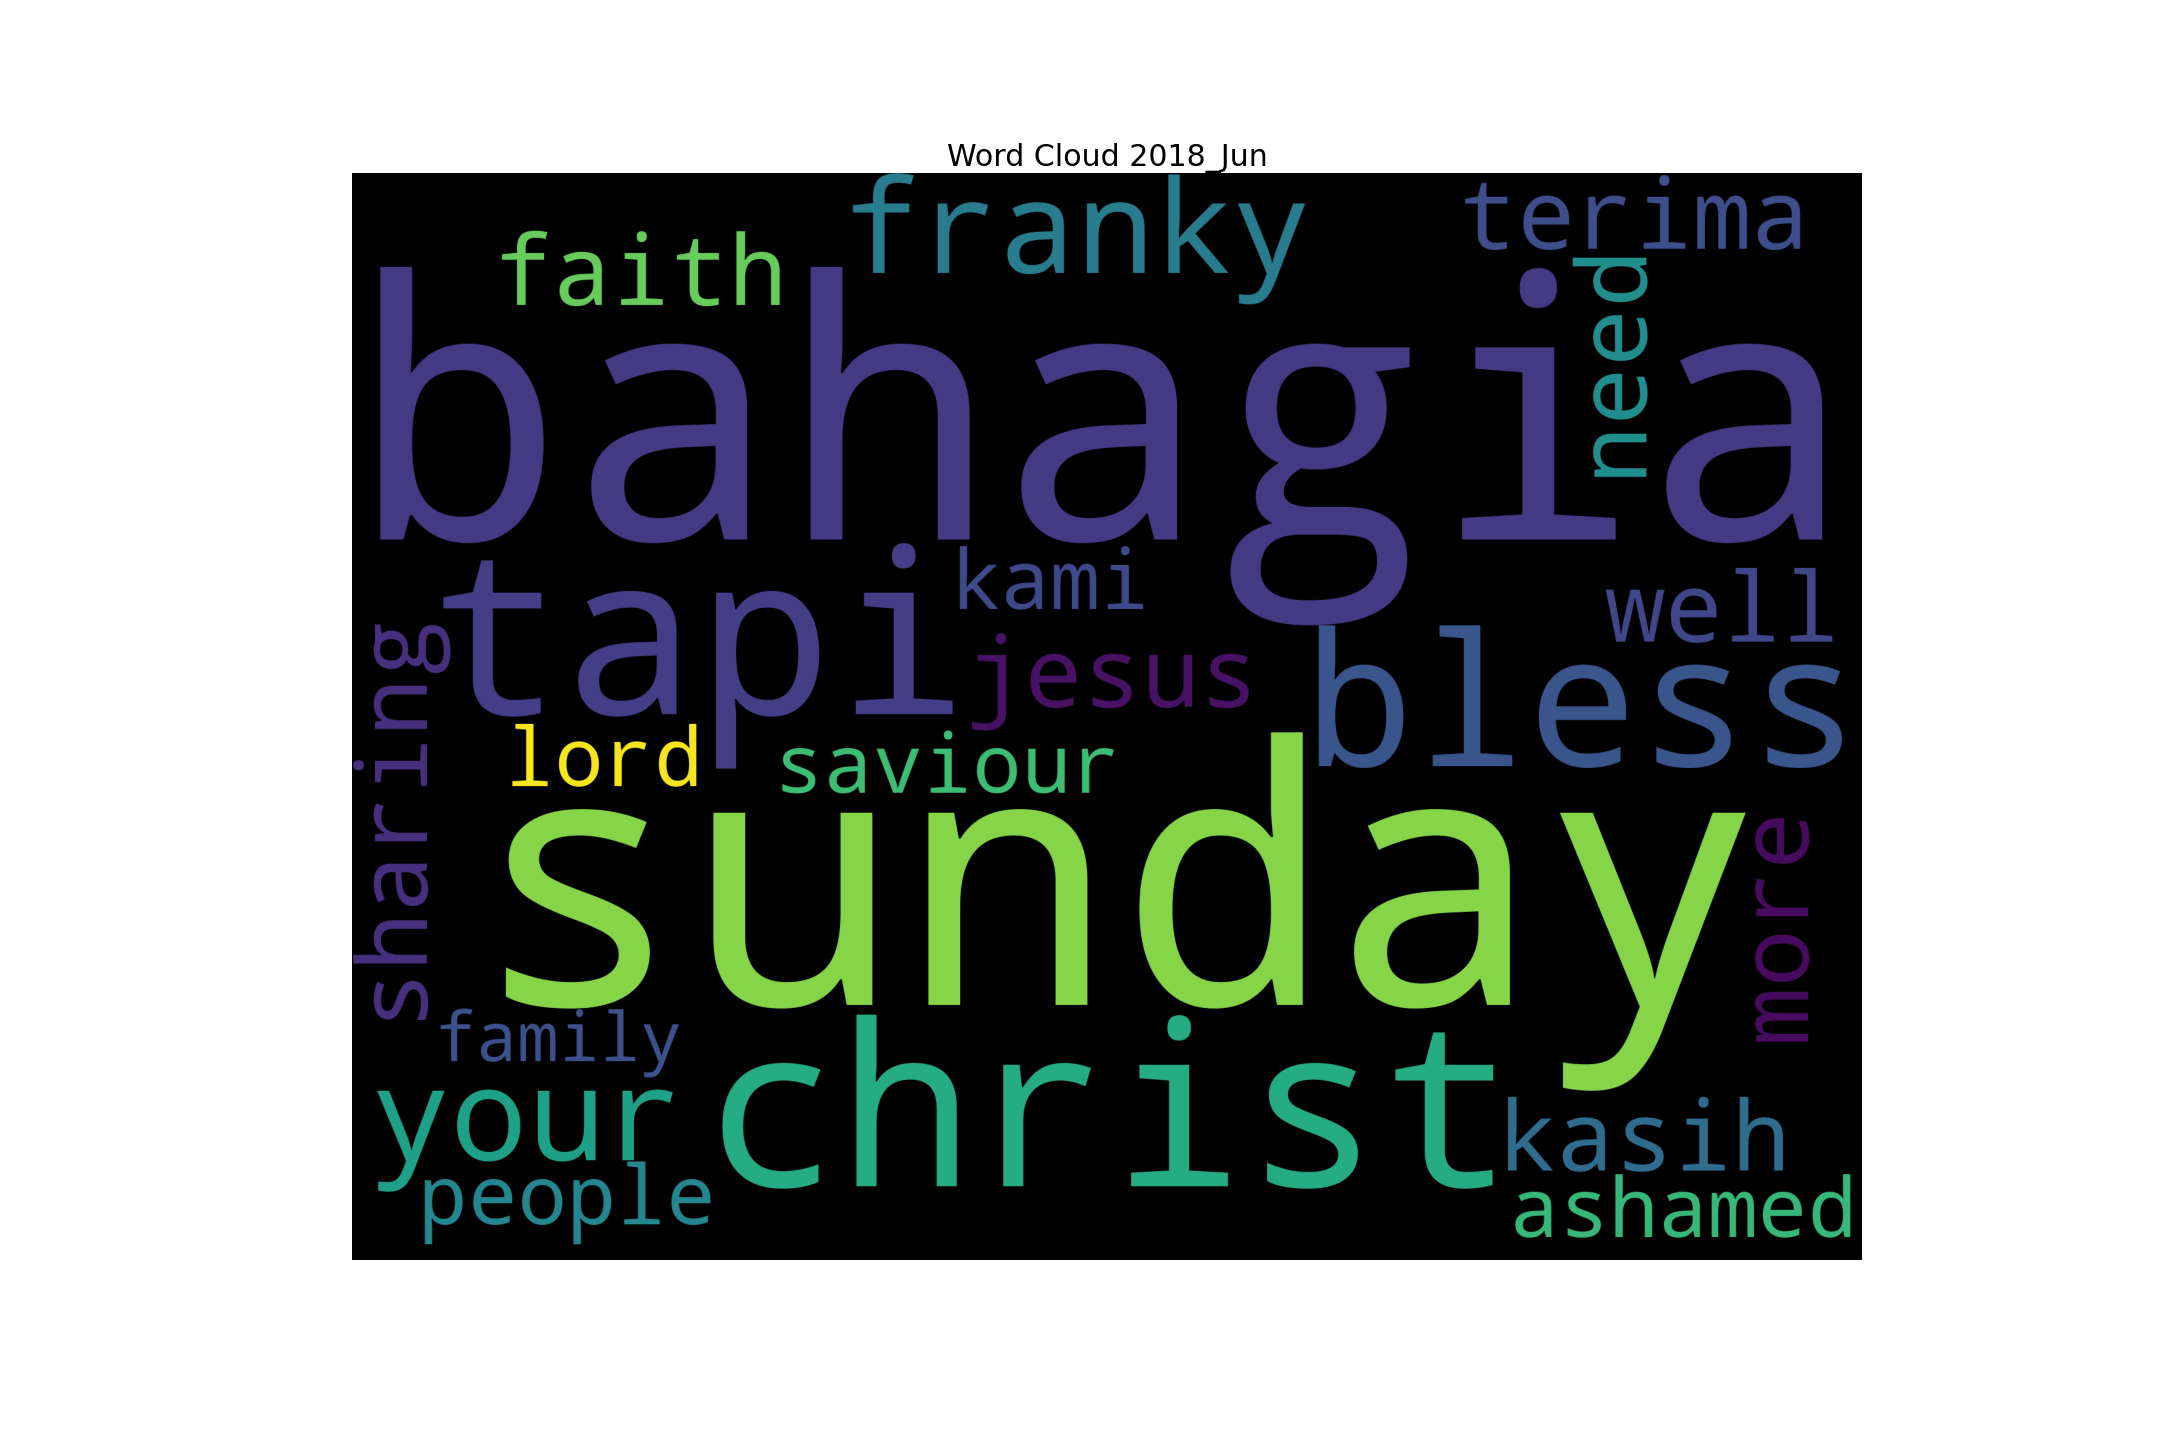 Word Cloud 2018_Jun
franky
terima
faith
need
bahagia
kami
tapi
well
jesus
bless
sharing
lord
saviour
sunday
more
family
christ
your
kasih
people
ashamed